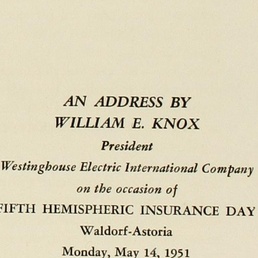 AN ADDRESS BY
WILLIAM E. KNOX
President
Westinghouse Electric International Company
on the occasion of
FIFTH HEMISPHERIC INSURANCE DAY
Waldorf-Astoria
Monday, May 14, 1951